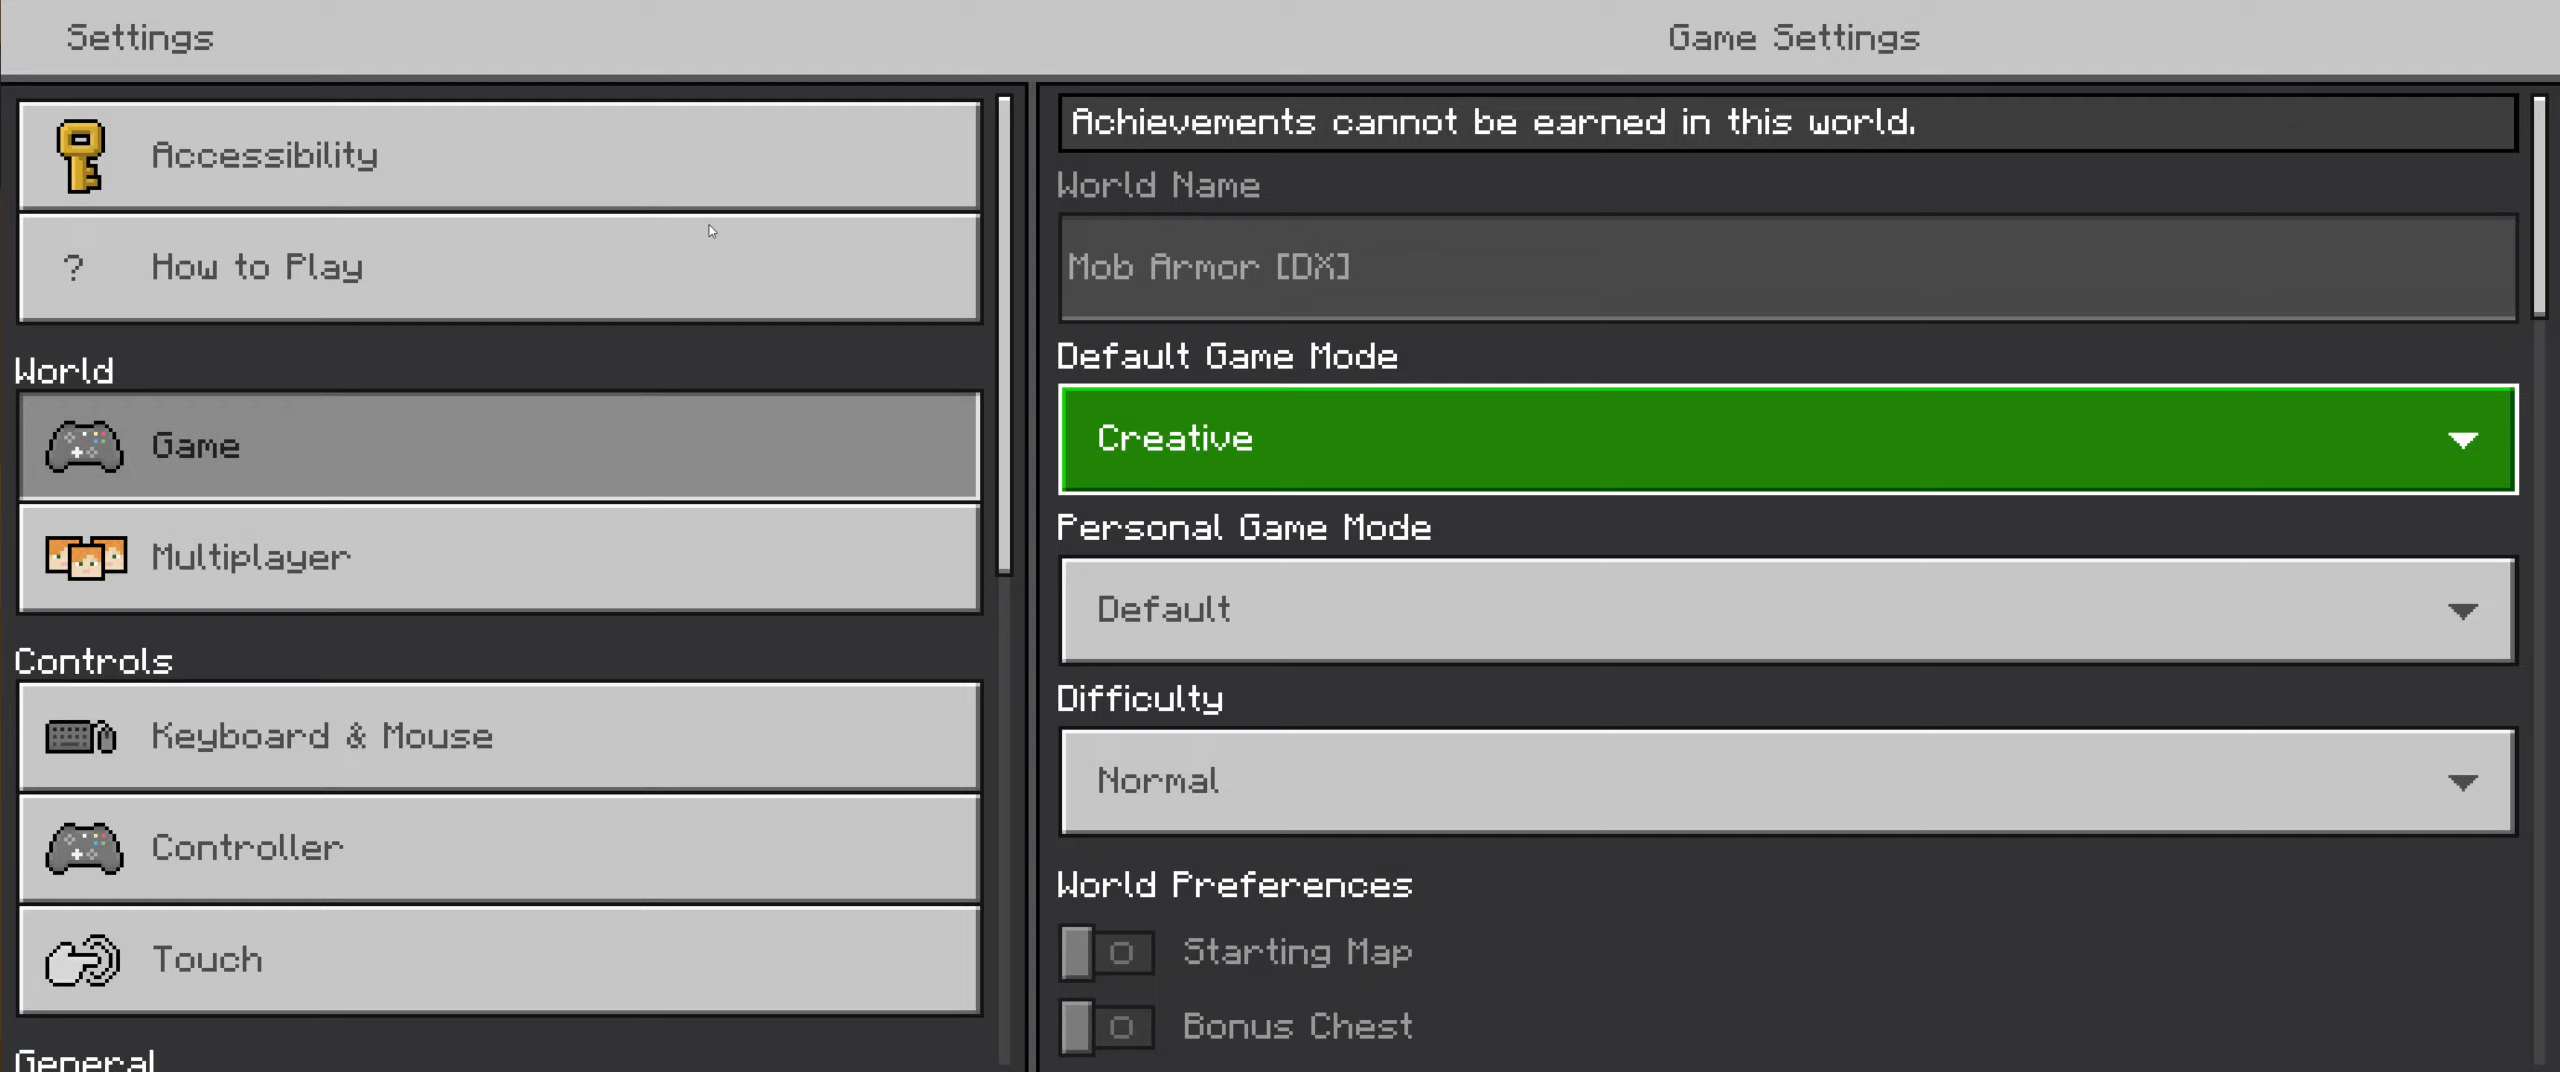 Settings
Game Settings
Accessibility
? How to Play
World
Game
Multiplayer
Controls
Keyboard & Mouse
Controller
Touch
General
Achievements cannot be earned in this world.
World Name
Mob Armor [DX]
Default Game Mode
Creative
Personal Game Mode
Default
Difficulty
Normal
World Preferences
Starting Map
Bonus Chest